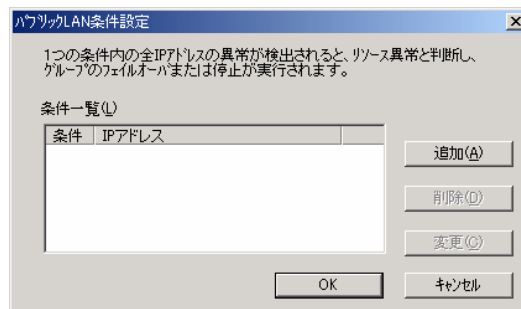 ﾊﾟﾌﾞﾘｯｸLAN条件設定
1つの条件内の全IPｱﾄﾞﾚｽの異常が検出されると、ﾘｿｰｽ異常と判断し、
ｸﾞﾙｰﾌﾟのﾌｪｲﾙｵｰﾊﾞまたは停止が実行されます。
条件一覧(L)
条件 IPアドレス
追加(A)
削除(D)
変更(C)
OK
ｷｬﾝｾﾙ